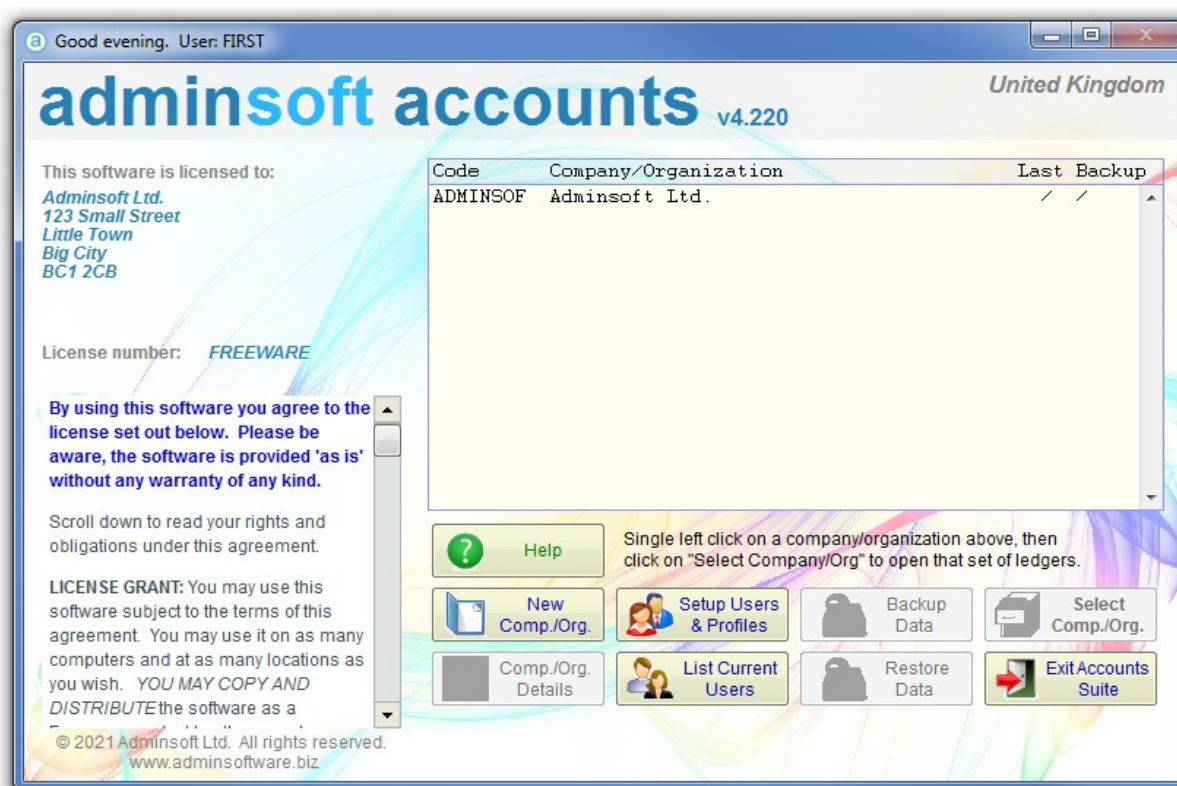 Good evening. User: FIRST
adminsoft accounts v4.220
United Kingdom
This software is licensed to:
Adminsoft Ltd.
123 Small Street
Little Town
Big City
BC1 2CB
License number: FREEWARE
By using this software you agree to the
license set out below. Please be
aware, the software is provided 'as is'
without any warranty of any kind.
Scroll down to read your rights and
obligations under this agreement.
LICENSE GRANT: You may use this
software subject to the terms of this
agreement. You may use it on as many
computers and at as many locations as
you wish. YOU MAY COPY AND
DISTRIBUTE the software as a
© 2021 Adminsoft Ltd. All rights reserved.
www.adminsoftware.biz
Code Company/Organization Last Backup
ADMINSOF Adminsoft Ltd. / /
Help
Single left click on a company/organization above, then
click on "Select Company/Org" to open that set of ledgers.
New
Comp./Org.
Setup Users
& Profiles
Backup
Data
Select
Comp./Org.
Comp./Org.
Details
List Current
Users
Restore
Data
Exit Accounts
Suite